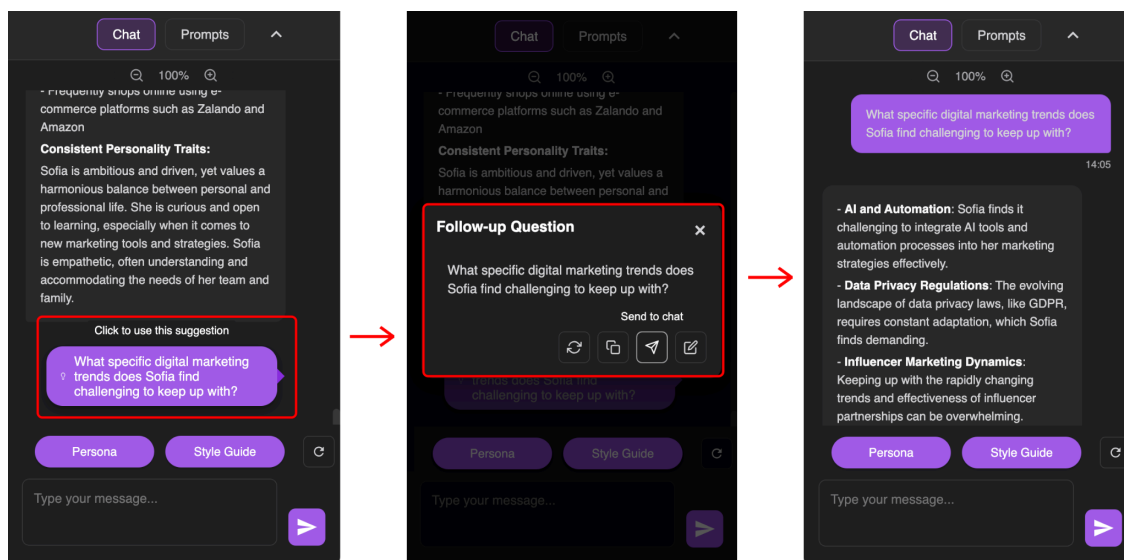 Chat
Prompts
100%
- Frequently shops online using e-
commerce platforms such as Zalando and
Amazon
Consistent Personality Traits:
Sofia is ambitious and driven, yet values a
harmonious balance between personal and
professional life. She is curious and open
to learning, especially when it comes to
new marketing tools and strategies. Sofia
is empathetic, often understanding and
accommodating the needs of her team and
family.
Click to use this suggestion
What specific digital marketing
trends does Sofia find
challenging to keep up with?
Persona
Style Guide
Type your message...
Chat
Prompts
100%
- Frequently shops online using e-
commerce platforms such as Zalando and
Amazon
Consistent Personality Traits:
Sofia is ambitious and driven, yet values a
harmonious balance between personal and
Follow-up Question
What specific digital marketing trends does
Sofia find challenging to keep up with?
Send to chat
trends does Sofia find
challenging to keep up with?
Persona
Style Guide
Type your message...
Chat
Prompts
100%
What specific digital marketing trends does
Sofia find challenging to keep up with?
14:05
- AI and Automation: Sofia finds it
challenging to integrate AI tools and
automation processes into her marketing
strategies effectively.
- Data Privacy Regulations: The evolving
landscape of data privacy laws, like GDPR,
requires constant adaptation, which Sofia
finds demanding.
- Influencer Marketing Dynamics:
Keeping up with the rapidly changing
trends and effectiveness of influencer
partnerships can be overwhelming.
Persona
Style Guide
Type your message...